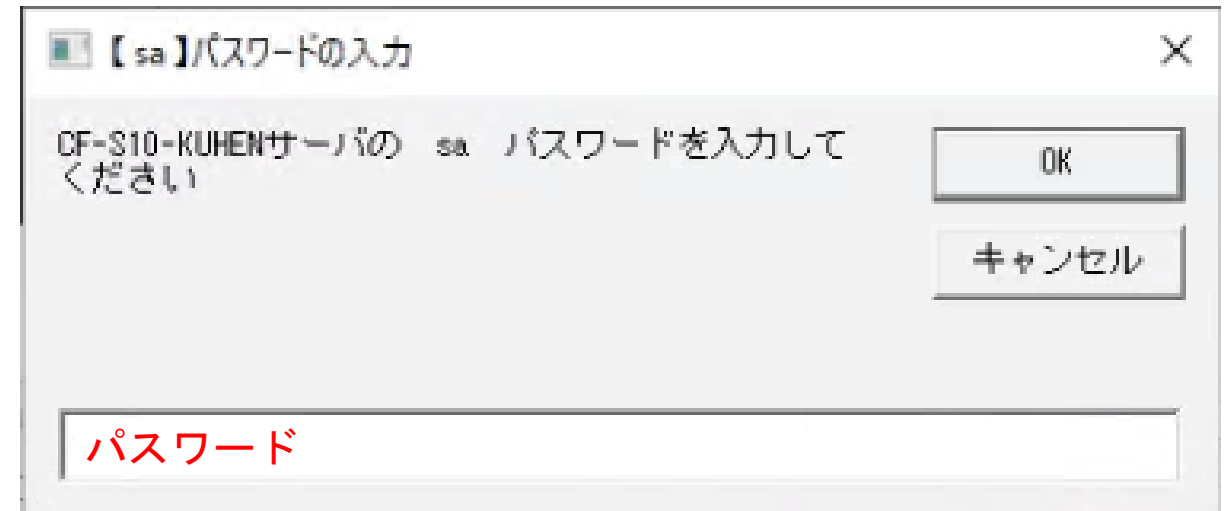 【 sa 】パスワードの入力
CF-S10-KUHENサーバの sa パスワードを入力して
ください
OK
キャンセル
パスワード